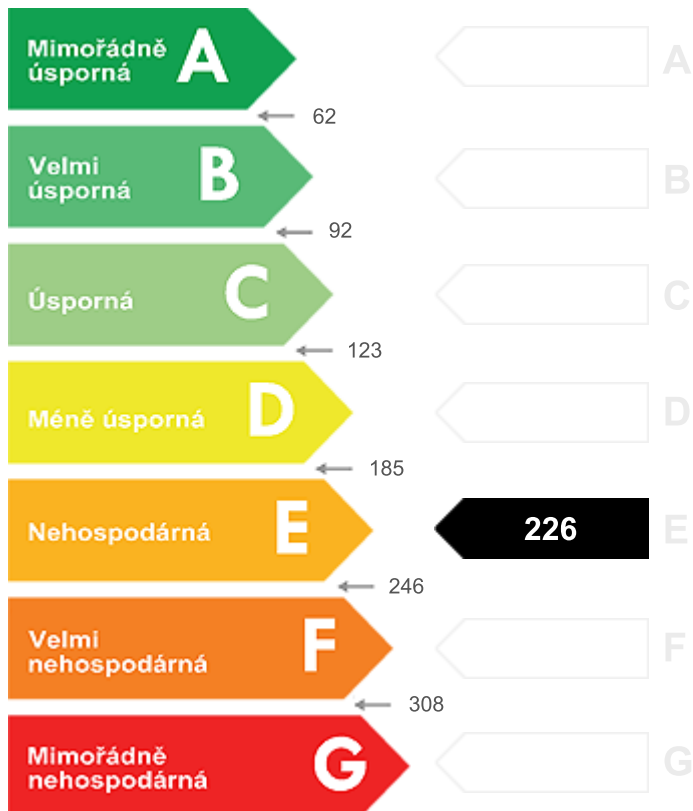 Mimořádně
úsporná
A
A
62
Velmi
úsporná
B
B
92
Úsporná
C
C
123
Méně úsporná
D
D
185
Nehospodárná
E
226
E
246
Velmi
nehospodárná
F
F
308
Mimořádně
nehospodárná
G
G